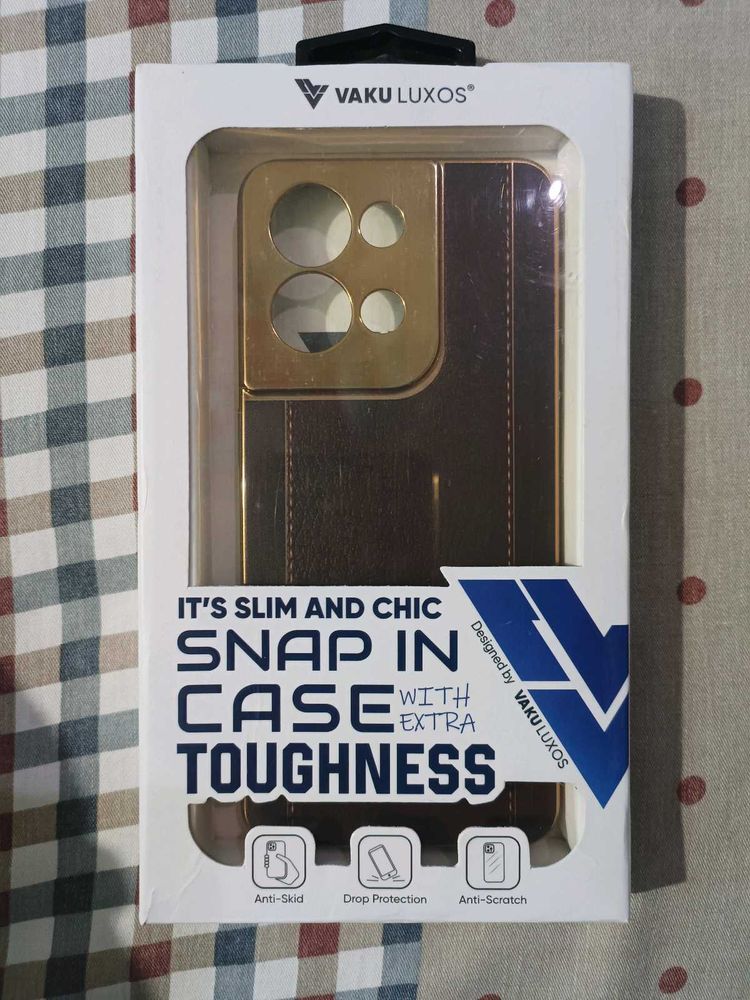 VAKU LUXOS®
IT'S SLIM AND CHIC
SNAP IN
CASE WITH
EXTRA
TOUGHNESS
Designed by
VAKU LUXOS
Anti-Skid
Drop Protection
Anti-Scratch